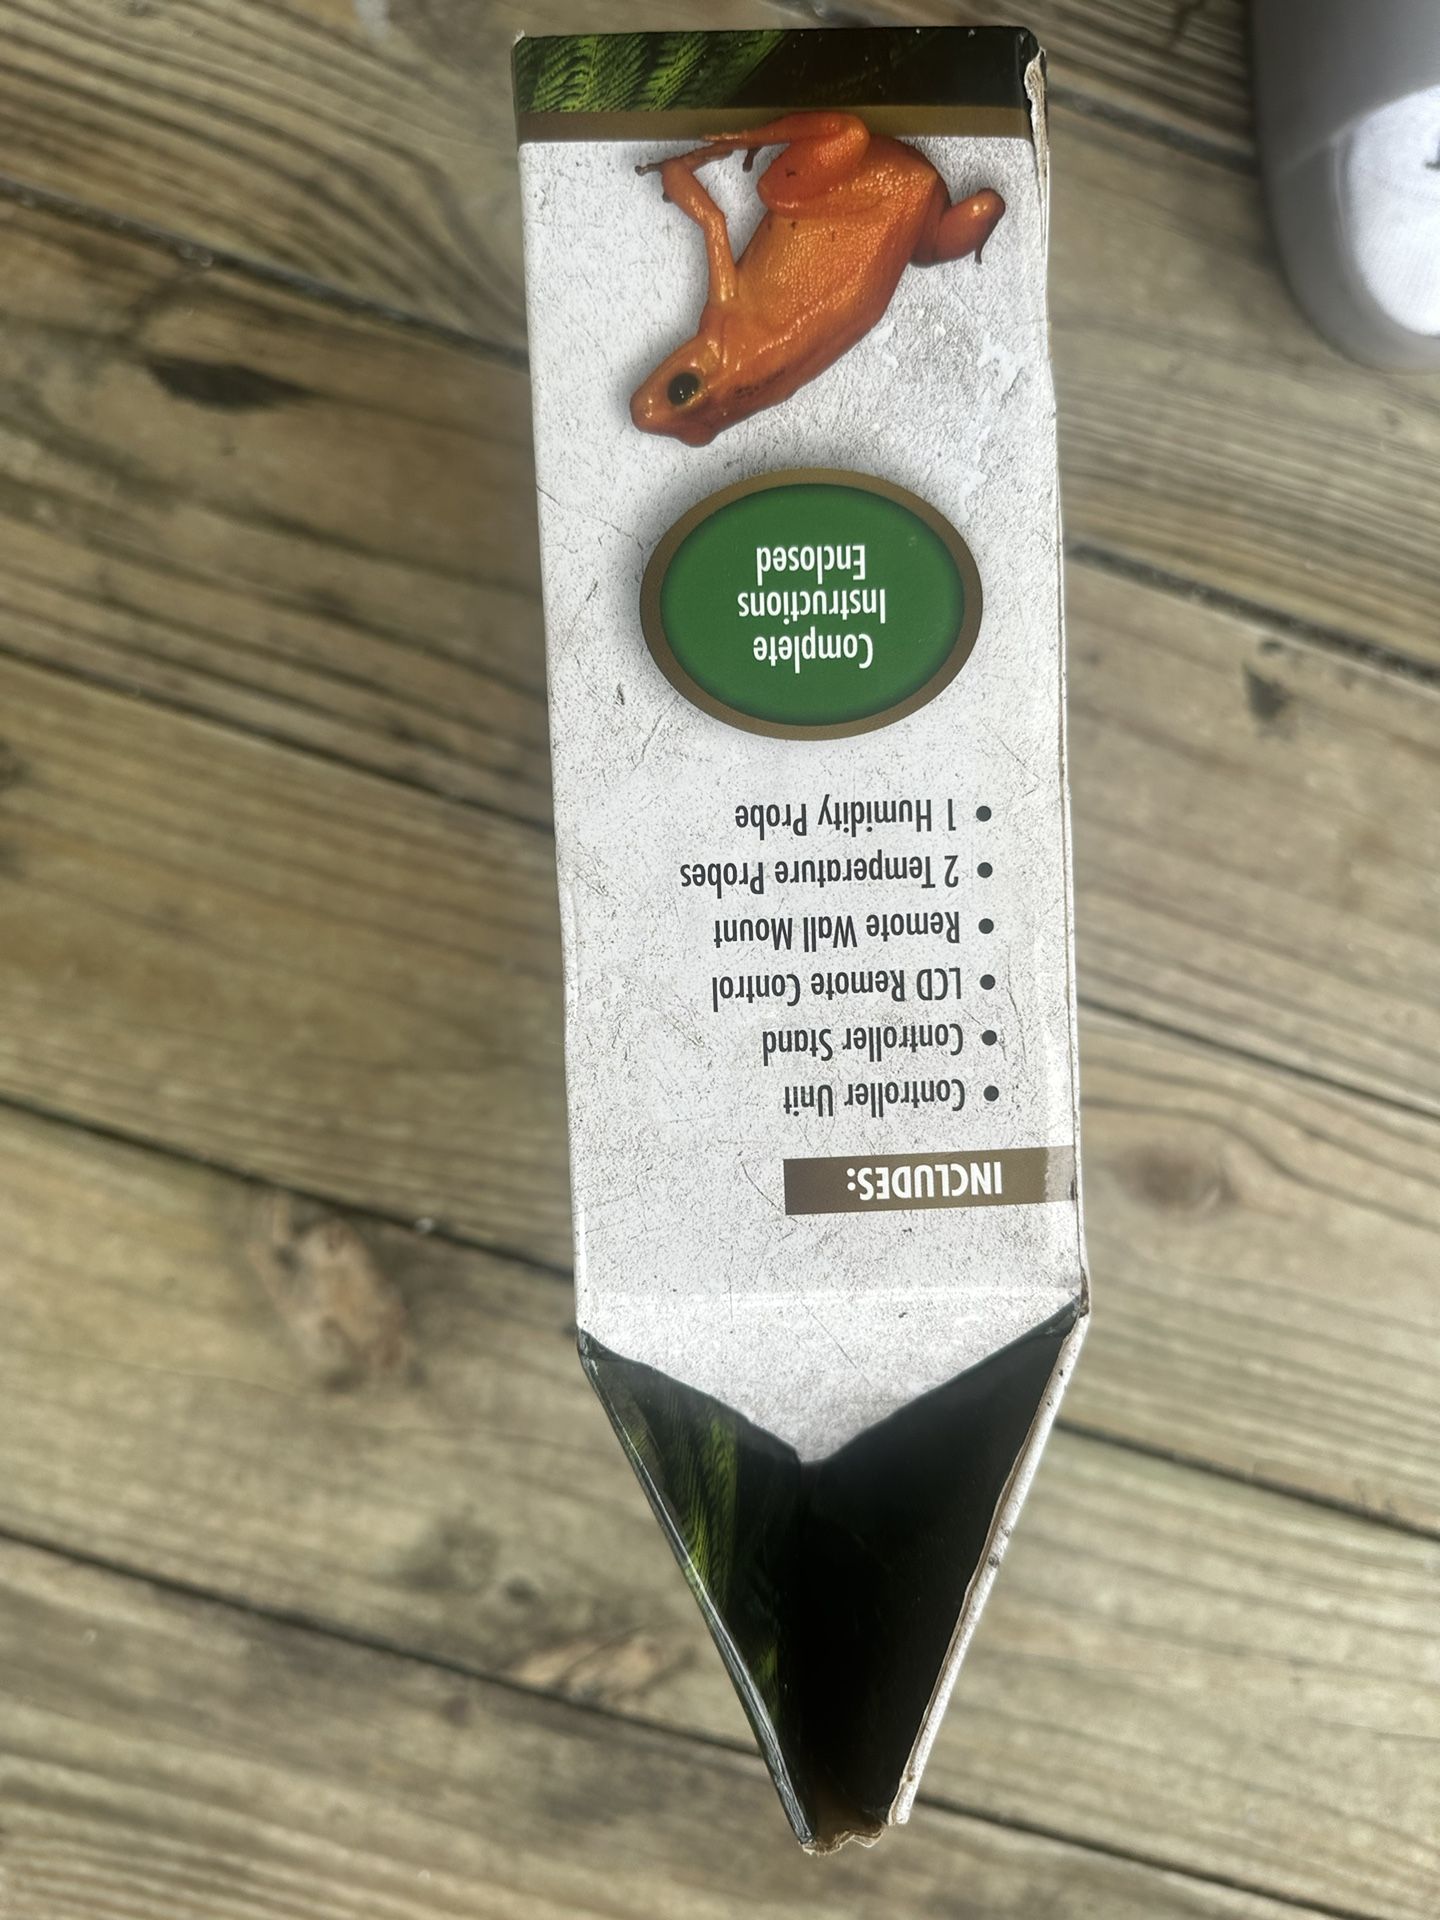 INCLUDES:
• Controller Unit
• Controller Stand
• LCD Remote Control
• Remote Wall Mount
• 2 Temperature Probes
• 1 Humidity Probe
Complete
Instructions
Enclosed